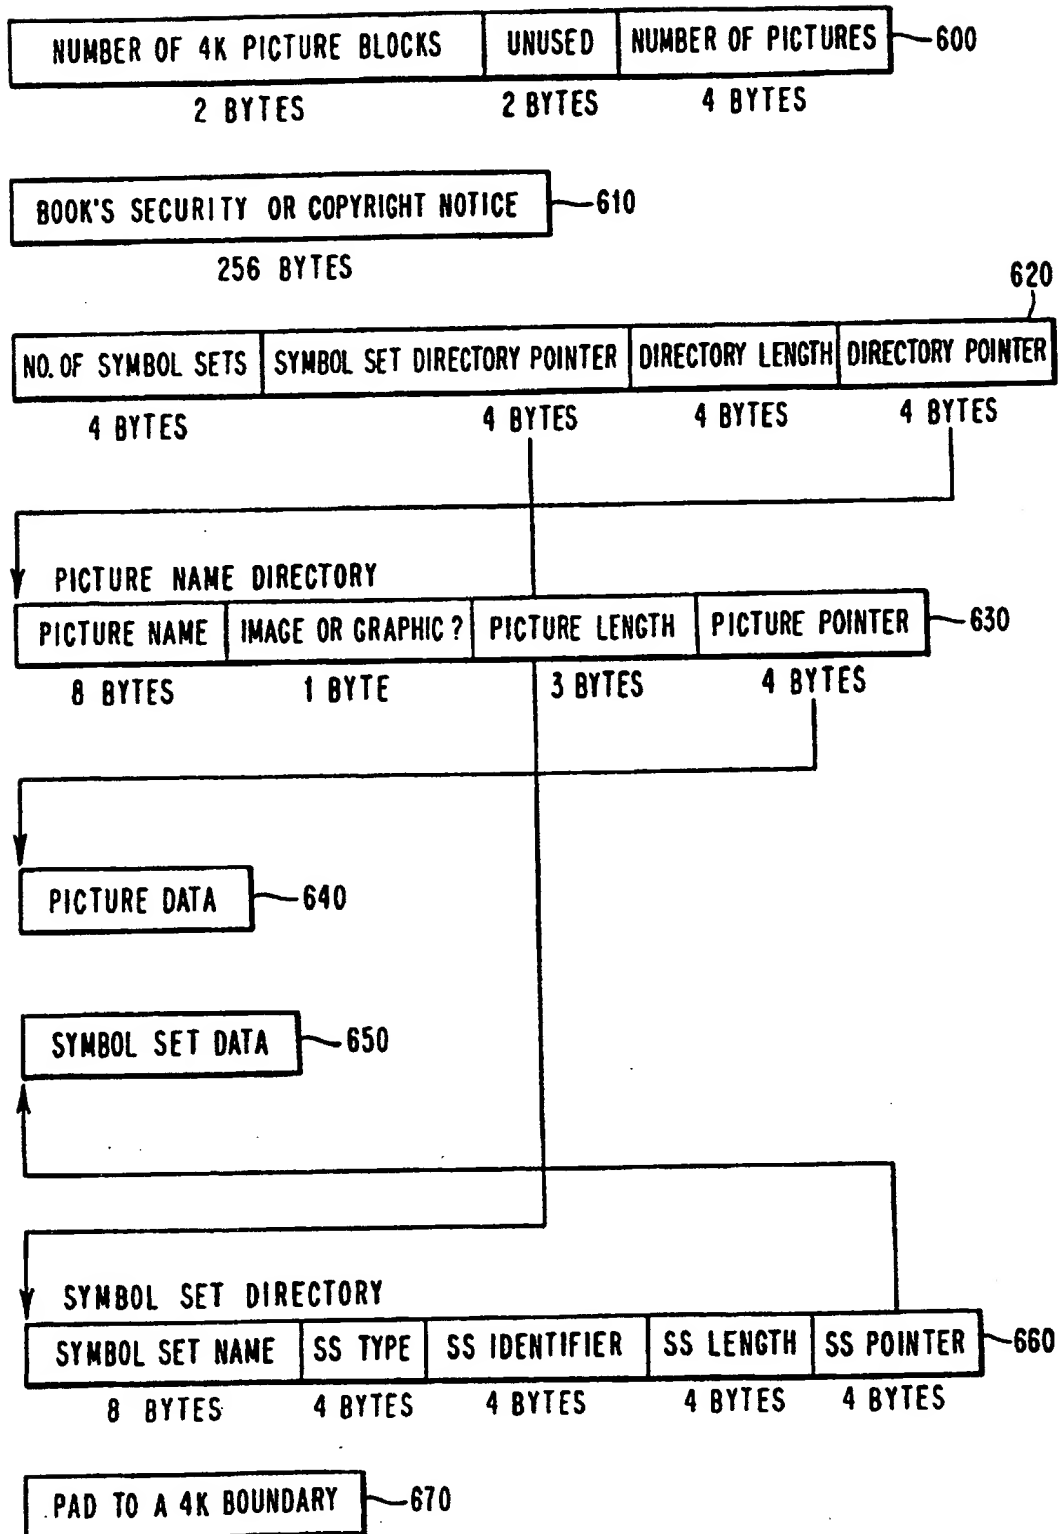 NUMBER OF 4K PICTURE BLOCKS UNUSED NUMBER OF PICTURES 600
2 BYTES 2 BYTES 4 BYTES
BOOK'S SECURITY OR COPYRIGHT NOTICE 610
256 BYTES
620
NO. OF SYMBOL SETS SYMBOL SET DIRECTORY POINTER DIRECTORY LENGTH DIRECTORY POINTER
4 BYTES 4 BYTES 4 BYTES 4 BYTES
PICTURE NAME DIRECTORY
PICTURE NAME IMAGE OR GRAPHIC ? PICTURE LENGTH PICTURE POINTER 630
8 BYTES 1 BYTE 3 BYTES 4 BYTES
PICTURE DATA 640
SYMBOL SET DATA 650
SYMBOL SET DIRECTORY
SYMBOL SET NAME SS TYPE SS IDENTIFIER SS LENGTH SS POINTER 660
8 BYTES 4 BYTES 4 BYTES 4 BYTES 4 BYTES
PAD TO A 4K BOUNDARY 670